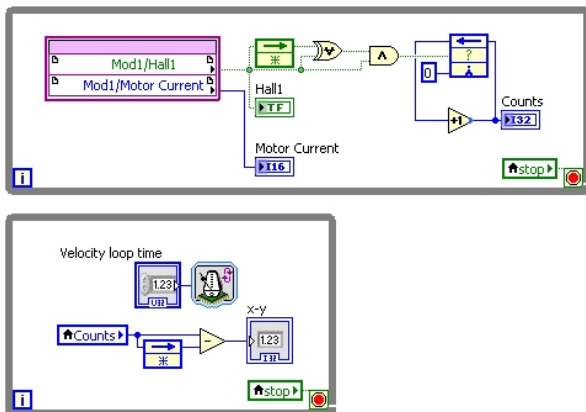 Mod1/Hall1
Mod1/Motor Current
?
0
Hall1
TF
Counts
+1
I32
Motor Current
I16
stop
i
Velocity loop time
1.23
U32
x-y
Counts
-
1.23
I32
stop
i